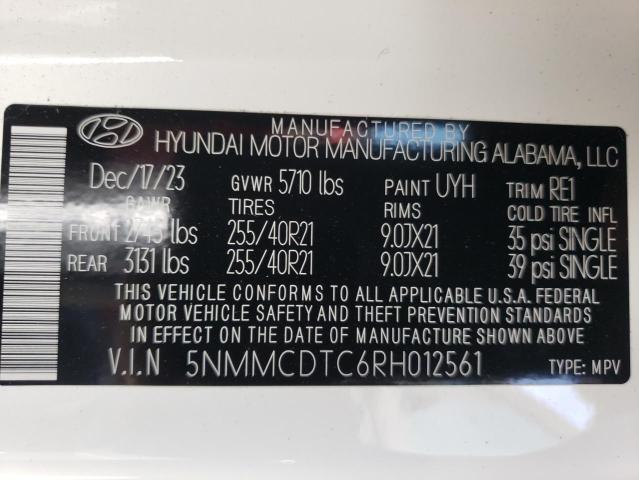 MANUFACTURED BY
HYUNDAI MOTOR MANUFACTURING ALABAMA, LLC
Dec/17/23 GVWR 5710 lbs PAINT UYH TRIM RE1
GAWR TIRES RIMS COLD TIRE INFL
FRONT 2745 lbs 255/40R21 9.0JX21 35 psi SINGLE
REAR 3131 lbs 255/40R21 9.0JX21 39 psi SINGLE
THIS VEHICLE CONFORMS TO ALL APPLICABLE U.S.A. FEDERAL
MOTOR VEHICLE SAFETY AND THEFT PREVENTION STANDARDS
IN EFFECT ON THE DATE OF MANUFACTURE SHOWN ABOVE
V.I.N 5NMMCDTC6RH012561 TYPE: MPV